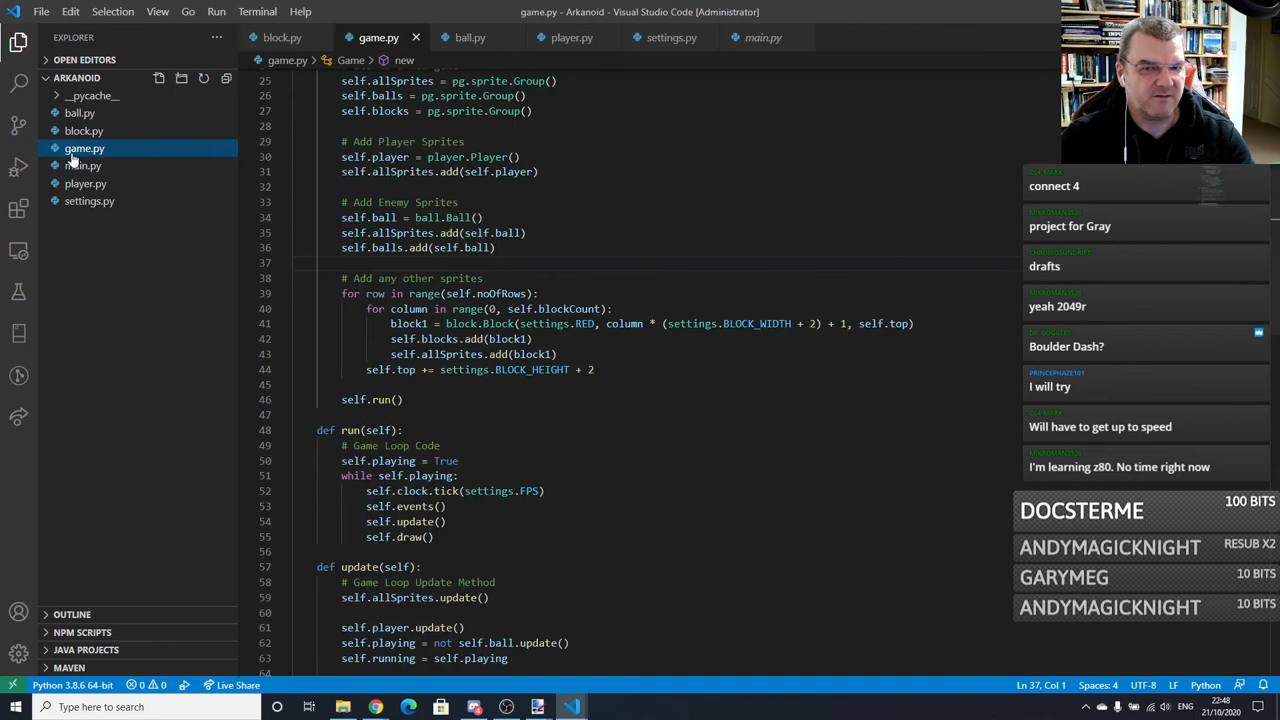 File Edit Selection View Go Run Terminal Help
game.py - Arkanoid - Visual Studio Code [Administrator]
EXPLORER
block.py
ball.py
player.py
settings.py
main.py
OPEN EDITORS
game.py > Game >
ARKANOID
__pycache__
ball.py
block.py
game.py
main.py
player.py
settings.py
OUTLINE
NPM SCRIPTS
JAVA PROJECTS
MAVEN
25 self.allSprites = pg.sprite.Group()
26 self.balls = pg.sprite.Group()
27 self.blocks = pg.sprite.Group()
28
29 # Add Player Sprites
30 self.player = player.Player()
31 self.allSprites.add(self.player)
32
33 # Add Enemy Sprites
34 self.ball = ball.Ball()
35 self.allSprites.add(self.ball)
36 self.balls.add(self.ball)
37
38 # Add any other sprites
39 for row in range(self.noOfRows):
40 for column in range(0, self.blockCount):
41 block1 = block.Block(settings.RED, column * (settings.BLOCK_WIDTH + 2) + 1, self.top)
42 self.blocks.add(block1)
43 self.allSprites.add(block1)
44 self.top += settings.BLOCK_HEIGHT + 2
45
46 self.run()
47
48 def run(self):
49 # Game Loop Code
50 self.playing = True
51 while self.playing:
52 self.clock.tick(settings.FPS)
53 self.events()
54 self.update()
55 self.draw()
56
57 def update(self):
58 # Game Loop Update Method
59 self.allSprites.update()
60
61 self.player.update()
62 self.playing = not self.ball.update()
63 self.running = self.playing
64
C64 MARK
connect 4
project for Gray
drafts
yeah 2049r
DR_GOGGLES
Boulder Dash?
PRINCEPHAZE101
I will try
C64 MARK
Will have to get up to speed
I'm learning z80. No time right now
DOCSTERME 100 BITS
ANDYMAGICKNIGHT RESUB X2
GARYMEG 10 BITS
ANDYMAGICKNIGHT 10 BITS
Python 3.8.6 64-bit 0 0 Live Share
Ln 37, Col 1 Spaces: 4 UTF-8 LF Python
Type here to search
22:48
21/10/2020